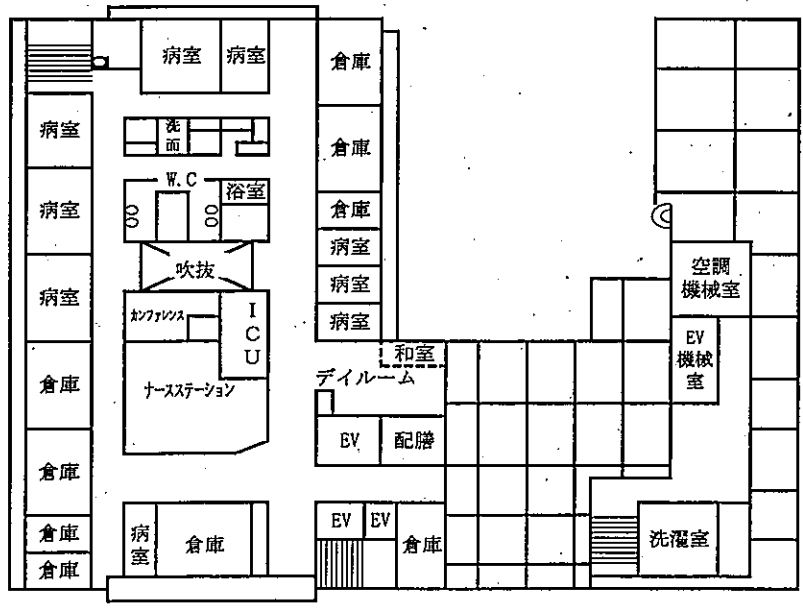 病室
病室
倉庫
病室
洗面
倉庫
W.C
浴室
病室
倉庫
病室
吹抜
空調
機械室
病室
病室
カンファレンス
ICU
病室
EV
機械室
和室
デイルーム
倉庫
ナースステーション
EV
配膳
倉庫
EV
EV
倉庫
病室
倉庫
倉庫
洗濯室
倉庫